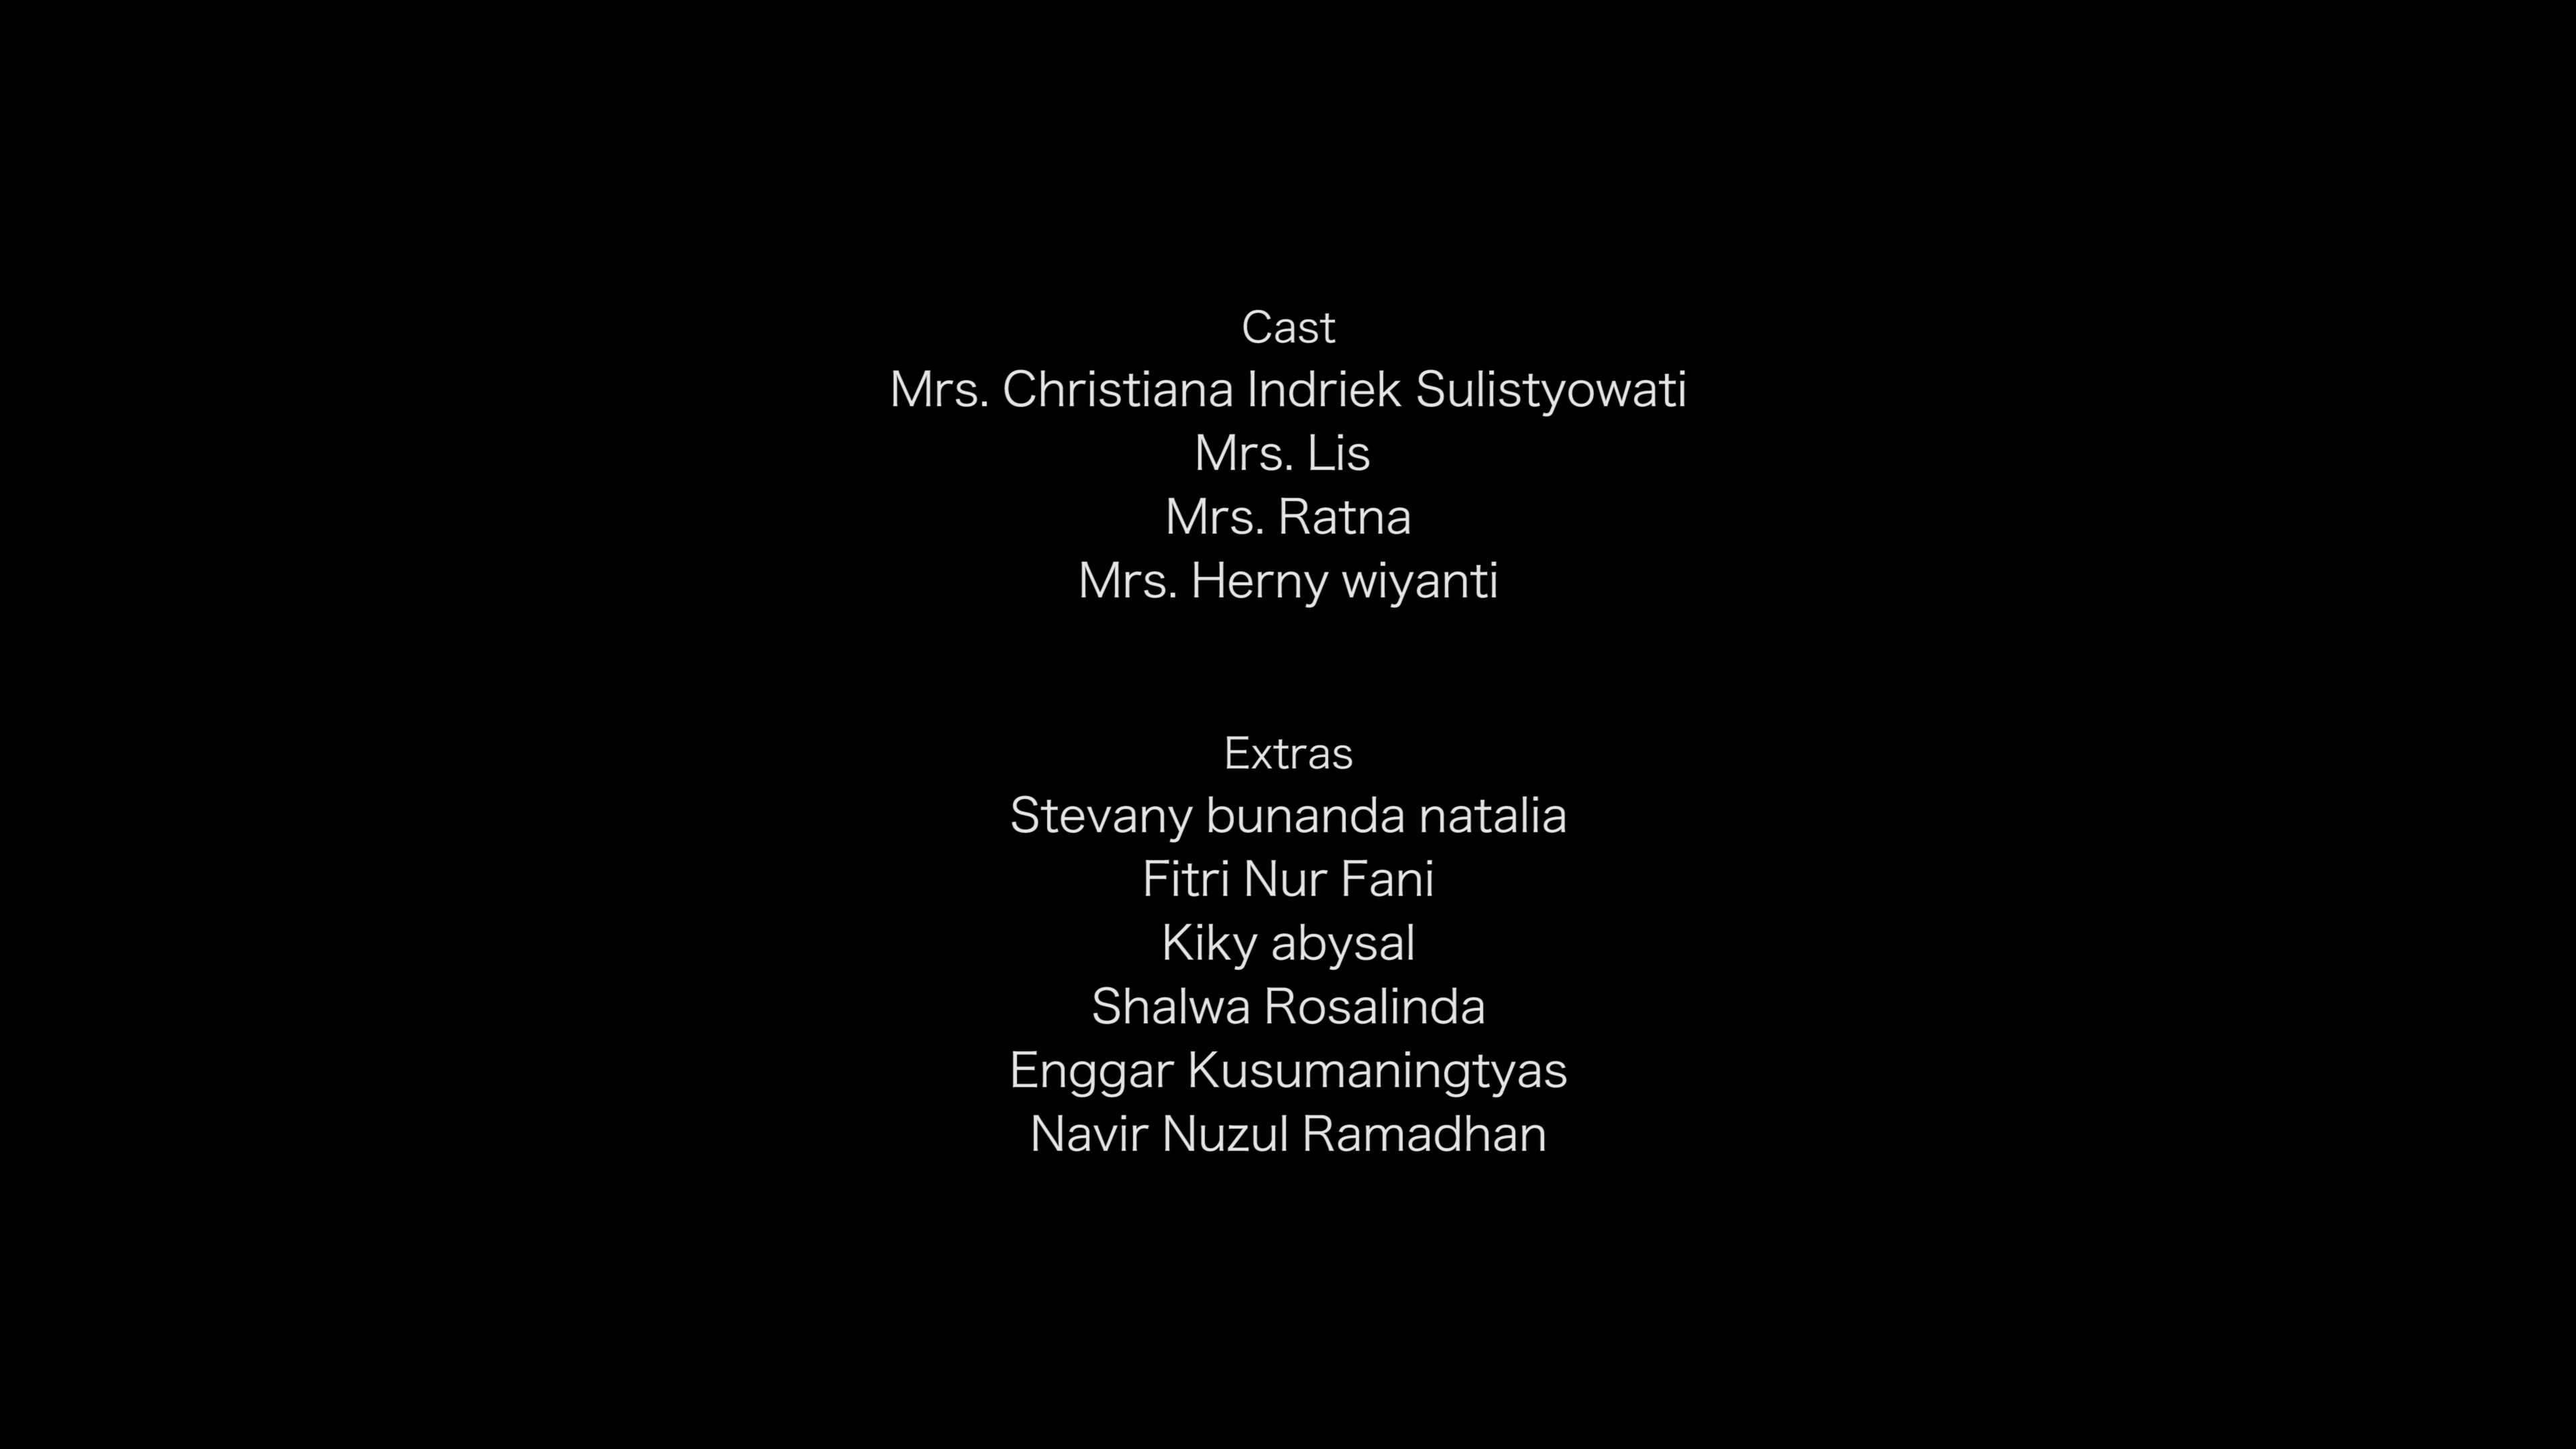 Cast
Mrs. Christiana Indriek Sulistyowati
Mrs. Lis
Mrs. Ratna
Mrs. Herny wiyanti
Extras
Stevany bunanda natalia
Fitri Nur Fani
Kiky abysal
Shalwa Rosalinda
Enggar Kusumaningtyas
Navir Nuzul Ramadhan